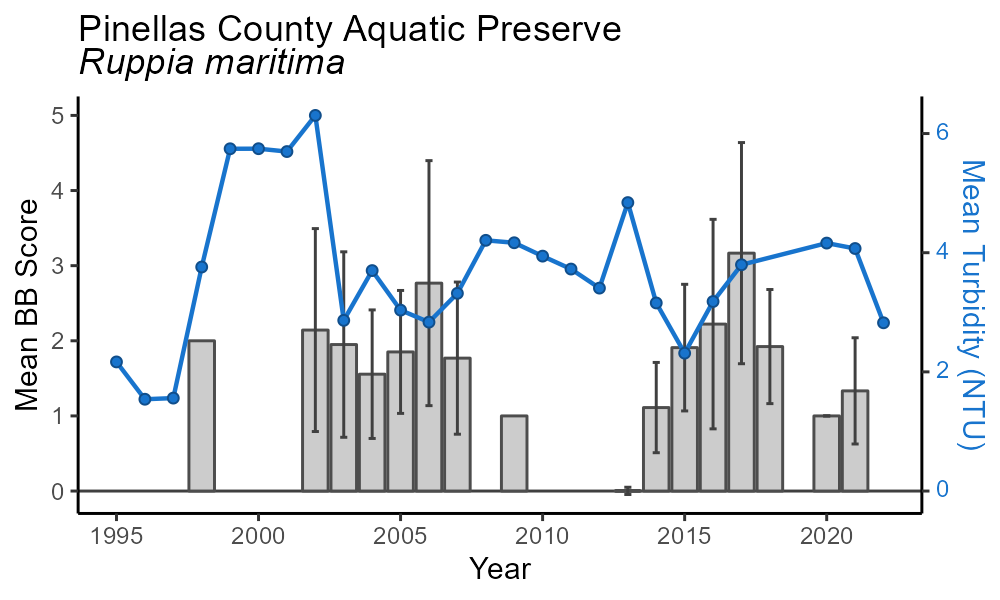 Pinellas County Aquatic Preserve
Ruppia maritima
Mean BB Score
5
4
3
2
1
0
Mean Turbidity (NTU)
6
4
2
0
1995 2000 2005 2010 2015 2020
Year